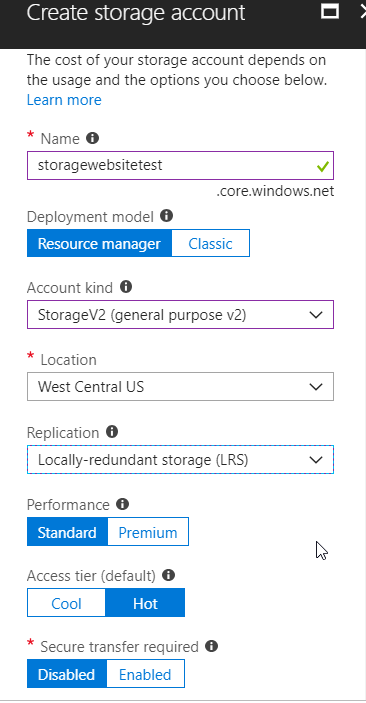 Create storage account
The cost of your storage account depends on
the usage and the options you choose below.
Learn more
* Name
storagewebsitetest
.core.windows.net
Deployment model
Resource manager Classic
Account kind
StorageV2 (general purpose v2)
* Location
West Central US
Replication
Locally-redundant storage (LRS)
Performance
Standard Premium
Access tier (default)
Cool Hot
* Secure transfer required
Disabled Enabled